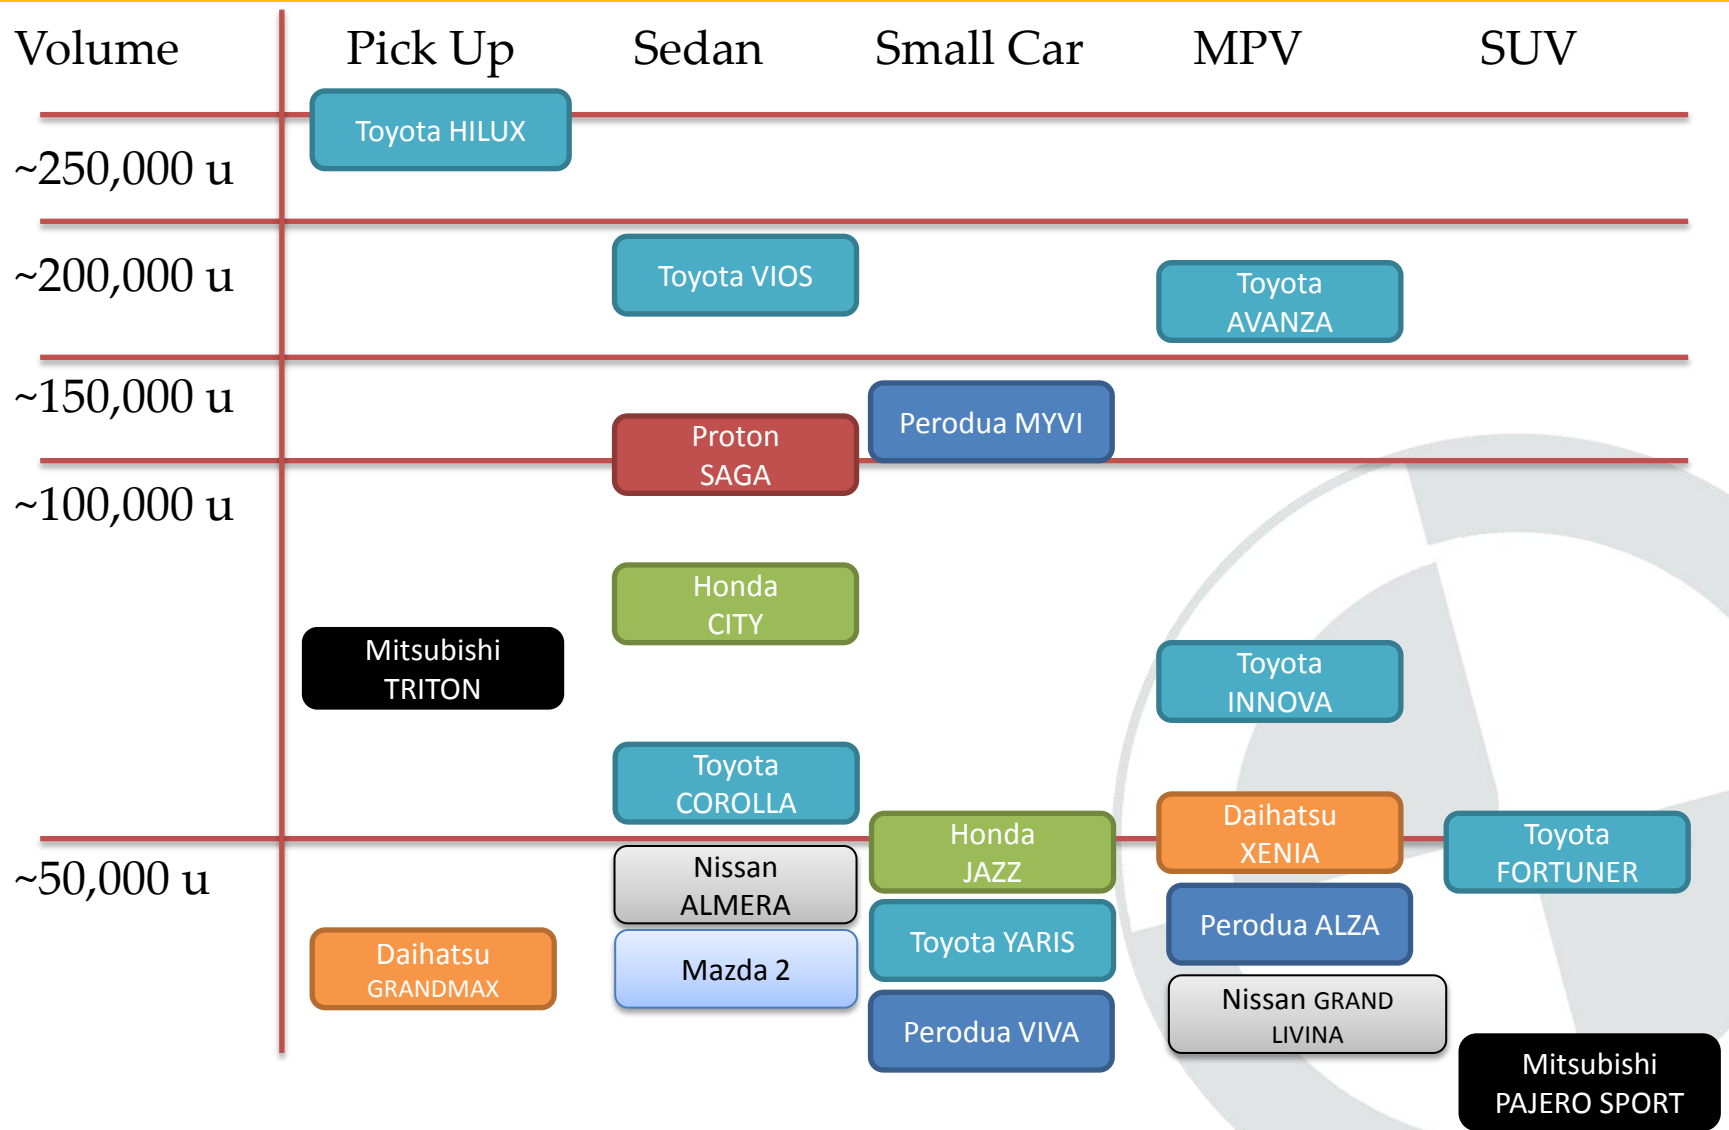 Volume
Pick Up
Sedan
Small Car
MPV
SUV
Toyota HILUX
~250,000 u
~200,000 u
Toyota VIOS
Toyota
AVANZA
~150,000 u
Proton
SAGA
Perodua MYVI
~100,000 u
Honda
CITY
Mitsubishi
TRITON
Toyota
INNOVA
Toyota
COROLLA
Honda
JAZZ
Daihatsu
XENIA
Toyota
FORTUNER
~50,000 u
Nissan
ALMERA
Toyota YARIS
Perodua ALZA
Daihatsu
GRANDMAX
Mazda 2
Perodua VIVA
Nissan GRAND
LIVINA
Mitsubishi
PAJERO SPORT